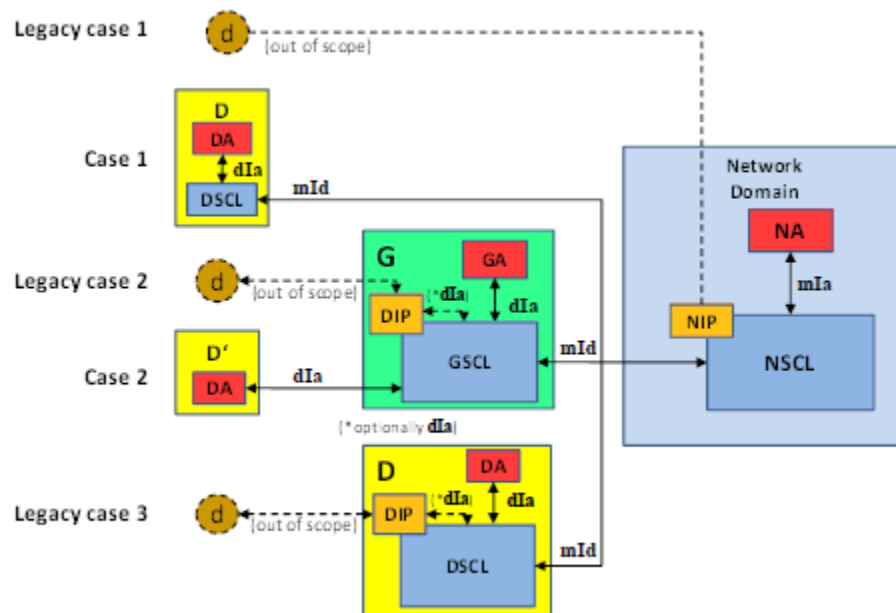 Legacy case 1
d
(out of scope)
D
DA
dIa
DSCL
Case 1
mId
Network
Domain
NA
mIa
NIP
NSCL
Legacy case 2
d
(out of scope)
G
GA
DIP
(*dIa)
dIa
GSCL
mId
Case 2
D'
DA
dIa
(*optionally dIa)
Legacy case 3
d
(out of scope)
D
DA
DIP
(*dIa)
dIa
DSCL
mId